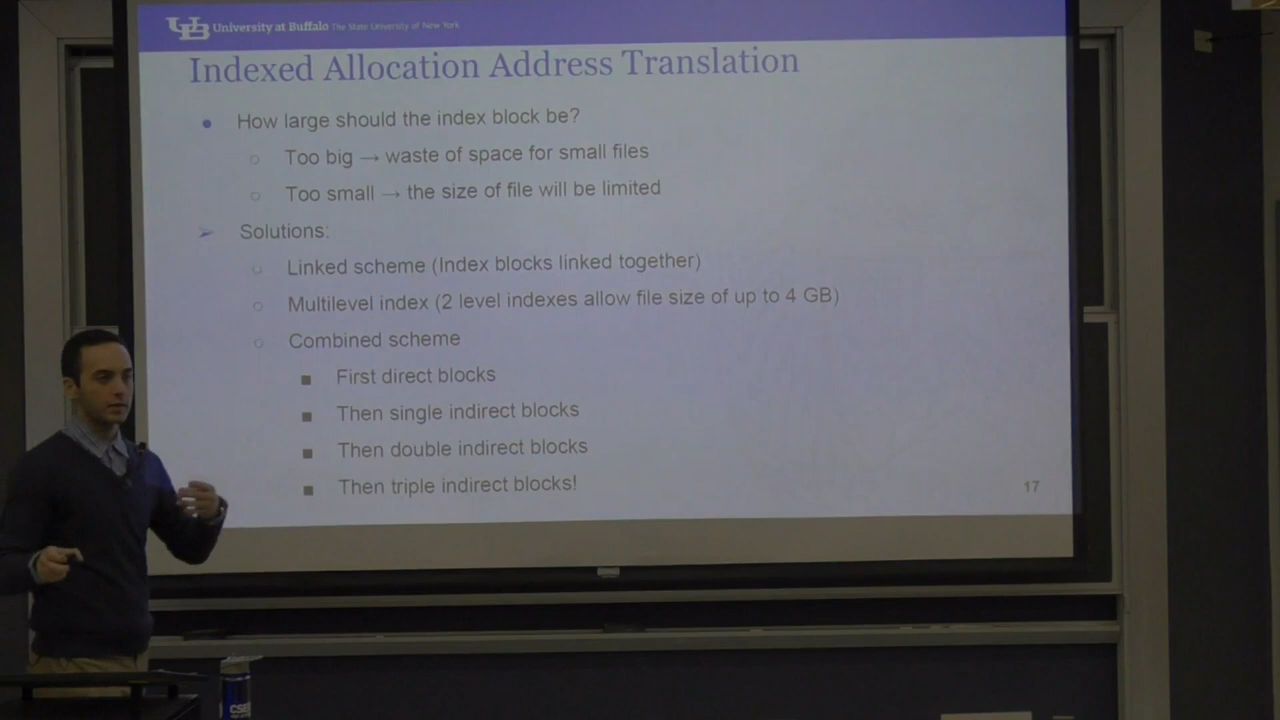 UB University at Buffalo The State University of New York
Indexed Allocation Address Translation
How large should the index block be?
Too big → waste of space for small files
Too small → the size of file will be limited
Solutions:
Linked scheme (Index blocks linked together)
Multilevel index (2 level indexes allow file size of up to 4 GB)
Combined scheme
First direct blocks
Then single indirect blocks
Then double indirect blocks
Then triple indirect blocks!
17